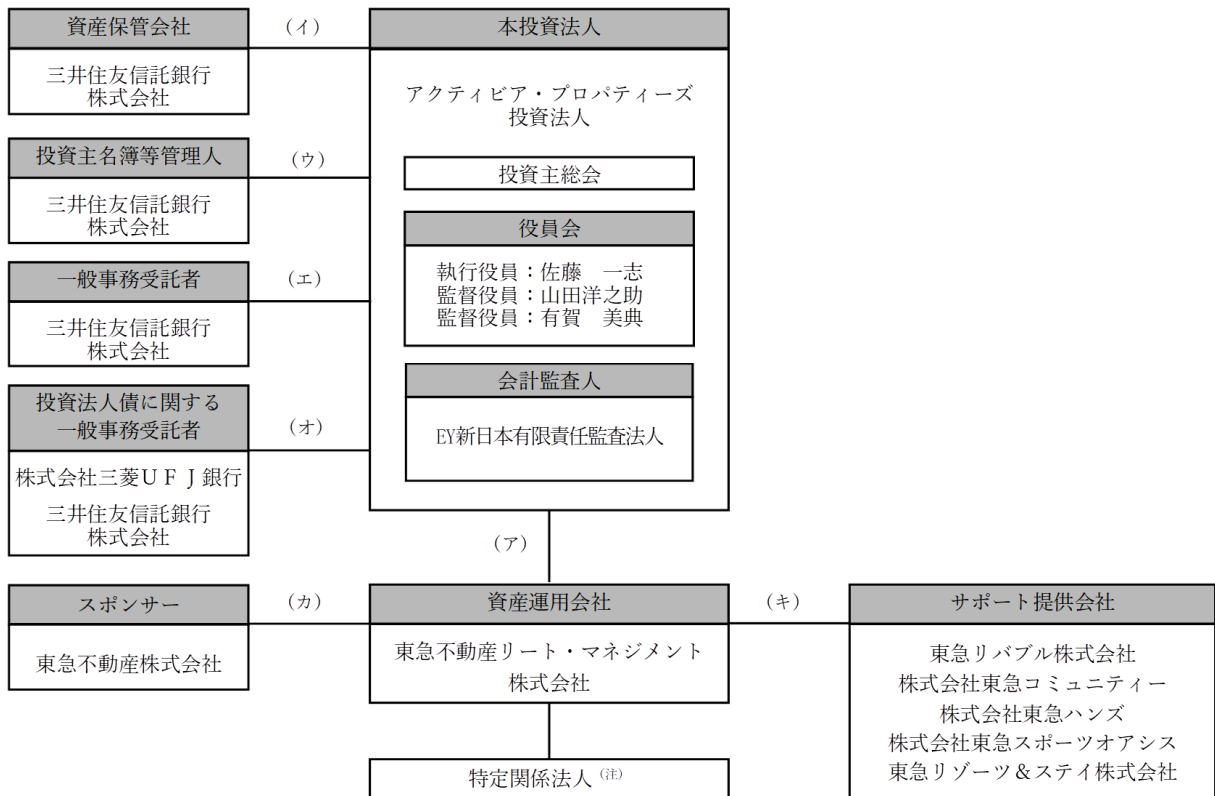 資産保管会社
三井住友信託銀行
株式会社
(イ)
投資主名簿等管理人
三井住友信託銀行
株式会社
(ウ)
一般事務受託者
三井住友信託銀行
株式会社
(エ)
投資法人債に関する
一般事務受託者
株式会社三菱ＵＦＪ銀行
三井住友信託銀行
株式会社
(オ)
本投資法人
アクティビア・プロパティーズ
投資法人
投資主総会
役員会
執行役員：佐藤　一志
監督役員：山田洋之助
監督役員：有賀　美典
会計監査人
EY新日本有限責任監査法人
(ア)
スポンサー
東急不動産株式会社
(カ)
資産運用会社
東急不動産リート・マネジメント
株式会社
(キ)
サポート提供会社
東急リバブル株式会社
株式会社東急コミュニティー
株式会社東急ハンズ
株式会社東急スポーツオアシス
東急リゾーツ＆ステイ株式会社
特定関係法人(注)